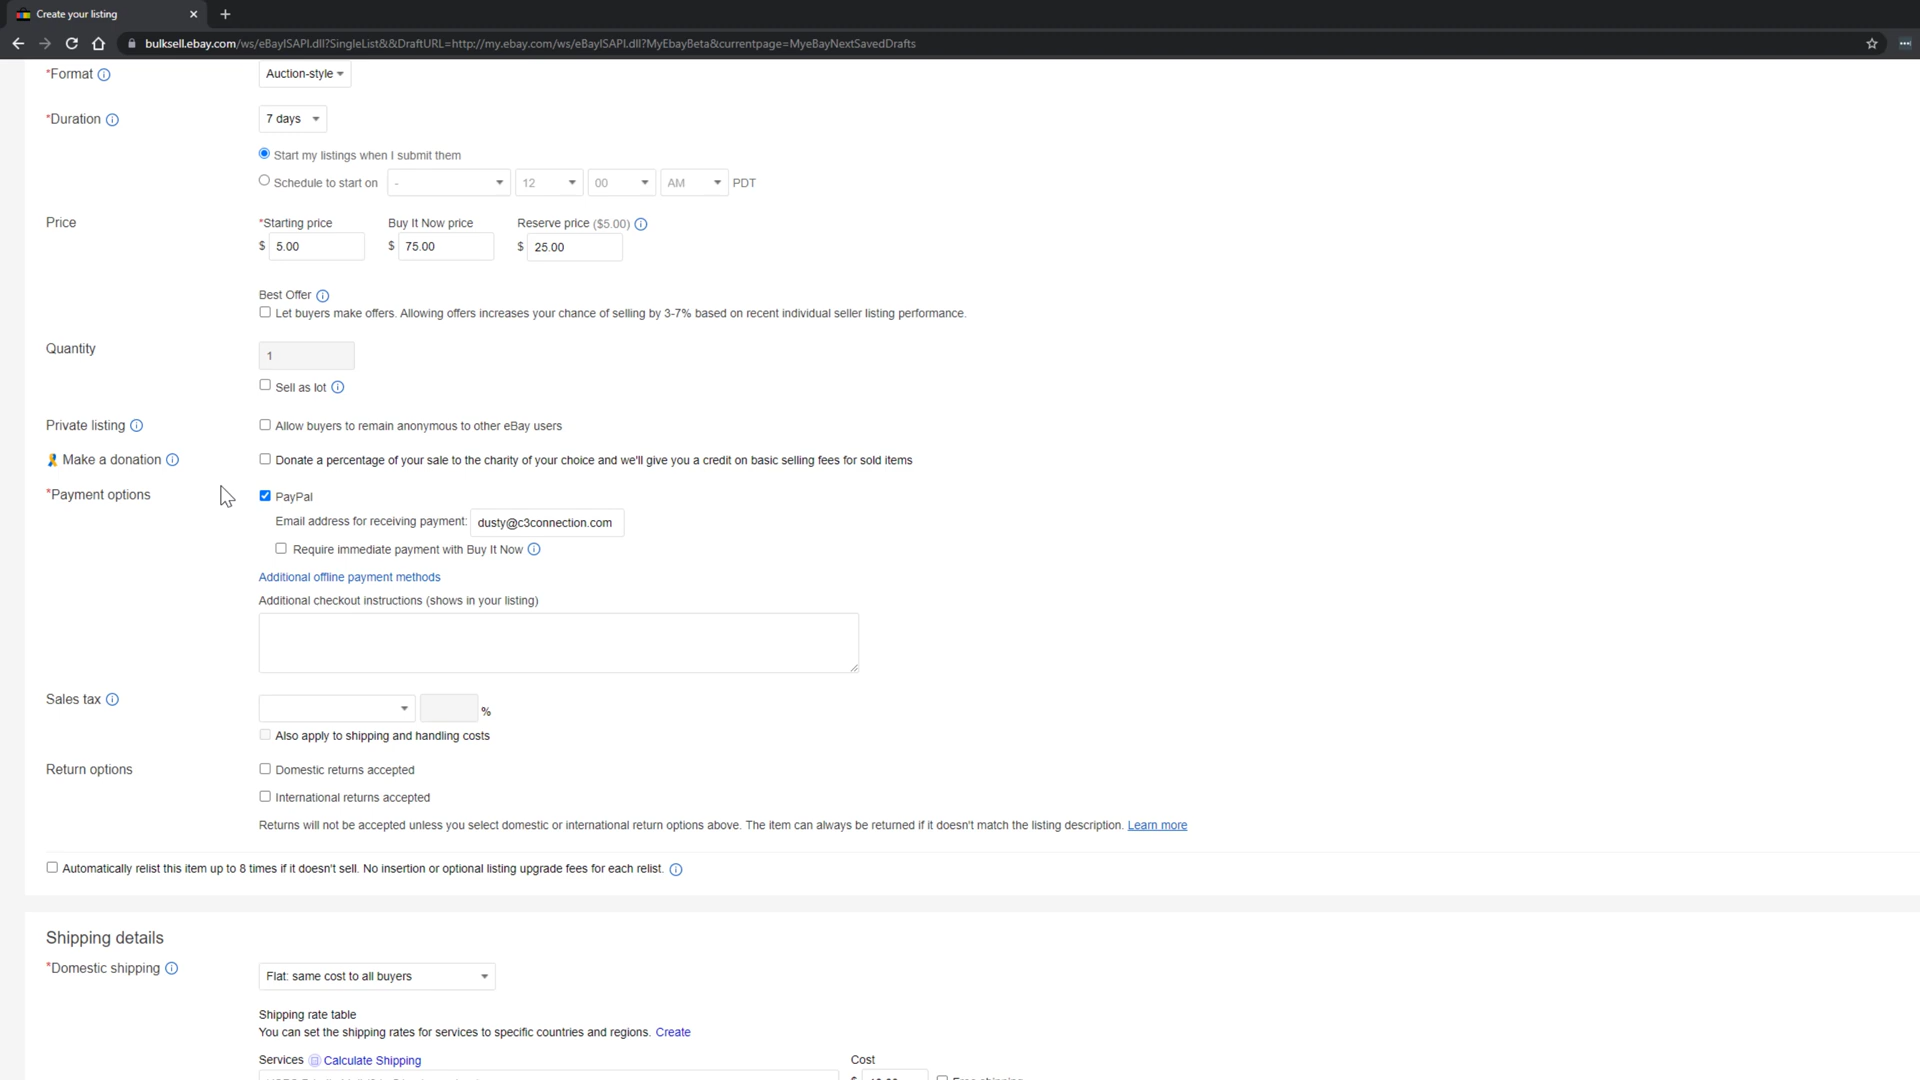 Create your listing
bulksell.ebay.com/ws/eBayISAPI.dll?SingleList&&DraftURL=http://my.ebay.com/ws/eBayISAPI.dll?MyEbayBeta&currentpage=MyeBayNextSavedDrafts
*Format
Auction-style
*Duration
7 days
Start my listings when I submit them
Schedule to start on - 12 00 AM PDT
Price
*Starting price Buy It Now price Reserve price ($5.00)
$ 5.00 $ 75.00 $ 25.00
Best Offer
Let buyers make offers. Allowing offers increases your chance of selling by 3-7% based on recent individual seller listing performance.
Quantity
1
Sell as lot
Private listing
Allow buyers to remain anonymous to other eBay users
Make a donation
Donate a percentage of your sale to the charity of your choice and we'll give you a credit on basic selling fees for sold items
*Payment options
PayPal
Email address for receiving payment: dusty@c3connection.com
Require immediate payment with Buy It Now
Additional offline payment methods
Additional checkout instructions (shows in your listing)
Sales tax
%
Also apply to shipping and handling costs
Return options
Domestic returns accepted
International returns accepted
Returns will not be accepted unless you select domestic or international return options above. The item can always be returned if it doesn't match the listing description. Learn more
Automatically relist this item up to 8 times if it doesn't sell. No insertion or optional listing upgrade fees for each relist.
Shipping details
*Domestic shipping
Flat: same cost to all buyers
Shipping rate table
You can set the shipping rates for services to specific countries and regions. Create
Services Calculate Shipping Cost